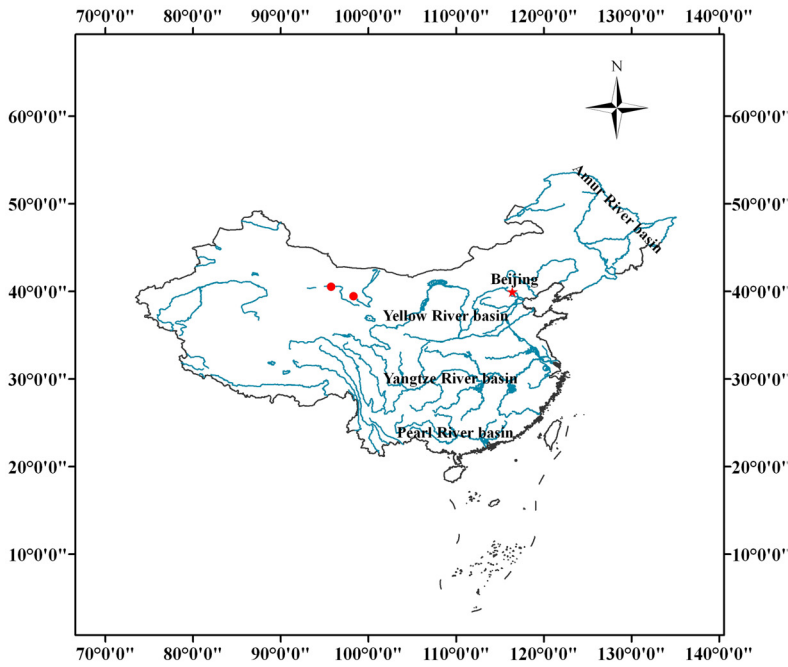 70°0'0" 80°0'0" 90°0'0" 100°0'0" 110°0'0" 120°0'0" 130°0'0" 140°0'0"
N
60°0'0" 60°0'0"
Amur River basin
50°0'0" 50°0'0"
Beijing
40°0'0" 40°0'0"
Yellow River basin
Yangtze River basin
30°0'0" 30°0'0"
Pearl River basin
20°0'0" 20°0'0"
10°0'0" 10°0'0"
70°0'0" 80°0'0" 90°0'0" 100°0'0" 110°0'0" 120°0'0" 130°0'0" 140°0'0"